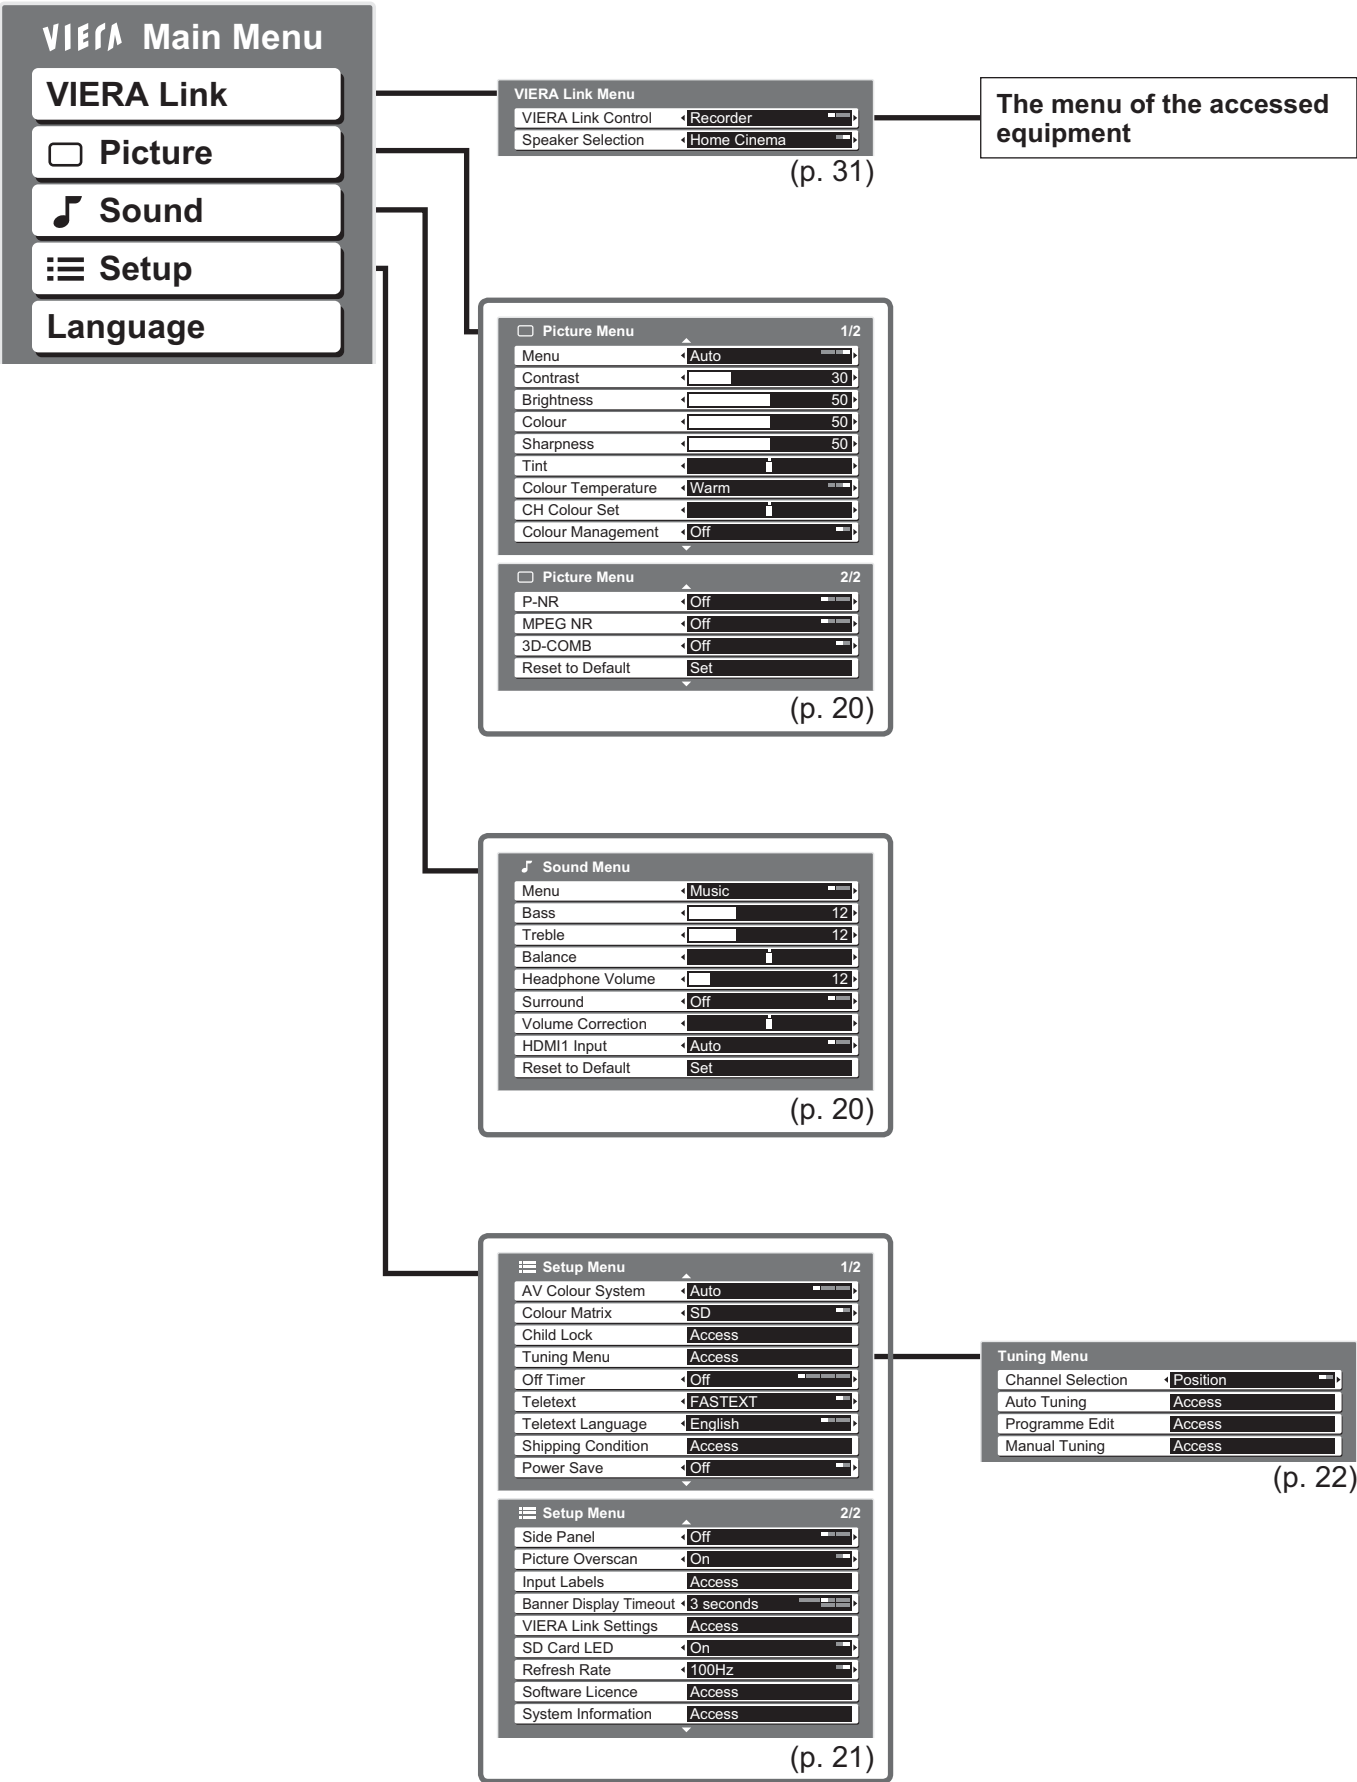 VIERA Main Menu
VIERA Link
Picture
Sound
Setup
Language
VIERA Link Menu
VIERA Link Control Recorder
Speaker Selection Home Cinema
(p. 31)
The menu of the accessed
equipment
Picture Menu 1/2
Menu Auto
Contrast 30
Brightness 50
Colour 50
Sharpness 50
Tint
Colour Temperature Warm
CH Colour Set
Colour Management Off
Picture Menu 2/2
P-NR Off
MPEG NR Off
3D-COMB Off
Reset to Default Set
(p. 20)
Sound Menu
Menu Music
Bass 12
Treble 12
Balance
Headphone Volume 12
Surround Off
Volume Correction
HDMI1 Input Auto
Reset to Default Set
(p. 20)
Setup Menu 1/2
AV Colour System Auto
Colour Matrix SD
Child Lock Access
Tuning Menu Access
Off Timer Off
Teletext FASTEXT
Teletext Language English
Shipping Condition Access
Power Save Off
Setup Menu 2/2
Side Panel Off
Picture Overscan On
Input Labels Access
Banner Display Timeout 3 seconds
VIERA Link Settings Access
SD Card LED On
Refresh Rate 100Hz
Software Licence Access
System Information Access
(p. 21)
Tuning Menu
Channel Selection Position
Auto Tuning Access
Programme Edit Access
Manual Tuning Access
(p. 22)